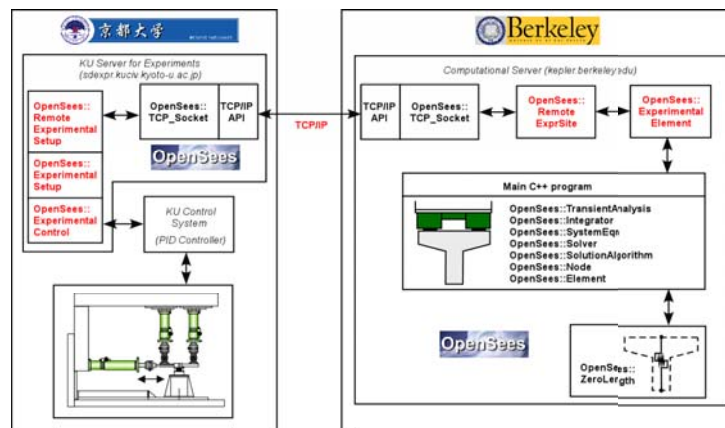 京都大学
Berkeley
KU Server for Experiments
(sdexpr.kuciv.kyoto-u.ac.jp)
OpenSees::
Remote
Experimental
Setup
OpenSees::
TCP_Socket
TCP/IP
API
OpenSees::
Experimental
Setup
OpenSees
OpenSees::
Experimental
Control
KU Control
System
(PID Controller)
TCP/IP
Computational Server (kepler.berkeley.edu)
TCP/IP
API
OpenSees::
TCP_Socket
OpenSees::
Remote
ExprSite
OpenSees::
Experimental
Element
Main C++ program
OpenSees::TransientAnalysis
OpenSees::Integrator
OpenSees::SystemEqn
OpenSees::Solver
OpenSees::SolutionAlgorithm
OpenSees::Node
OpenSees::Element
OpenSees
OpenSees::
ZeroLength